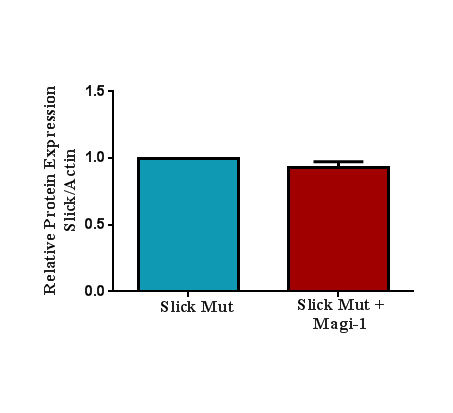 Relative Protein Expression
Slick/Actin
1.5
1.0
0.5
0.0
Slick Mut
Slick Mut +
Magi-1